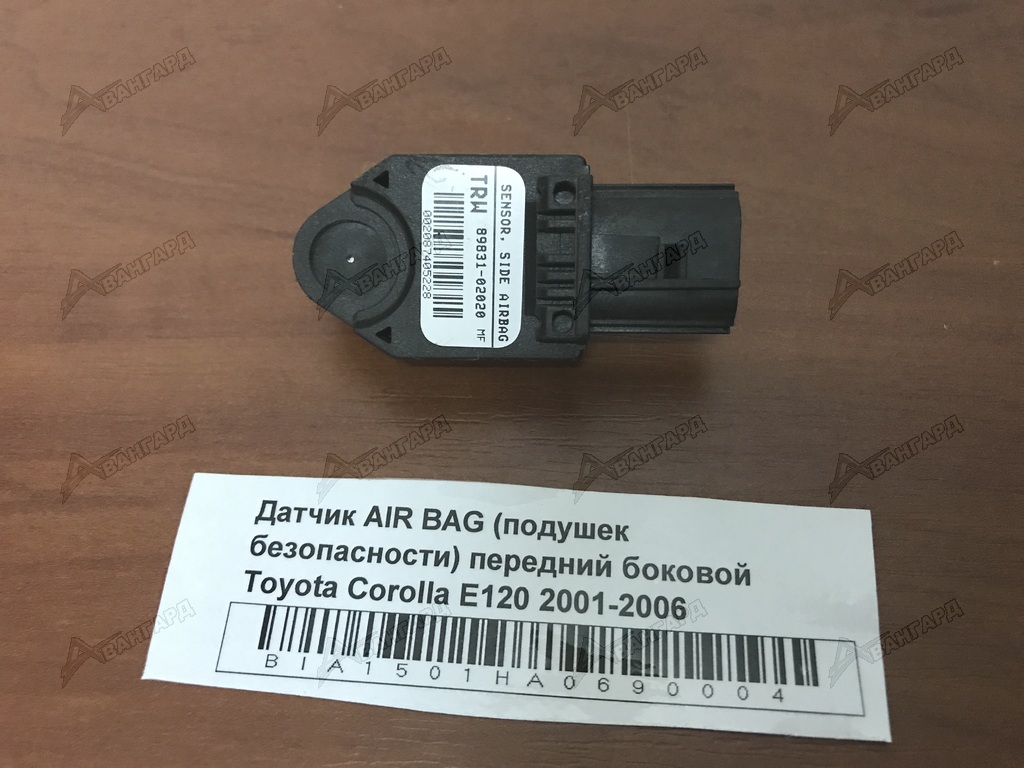 SENSOR, SIDE AIRBAG
TRW 89831-02020 MF
002087405228
Датчик AIR BAG (подушек
безопасности) передний боковой
Toyota Corolla E120 2001-2006
BIA1501HA0690004
АВАНГАРД